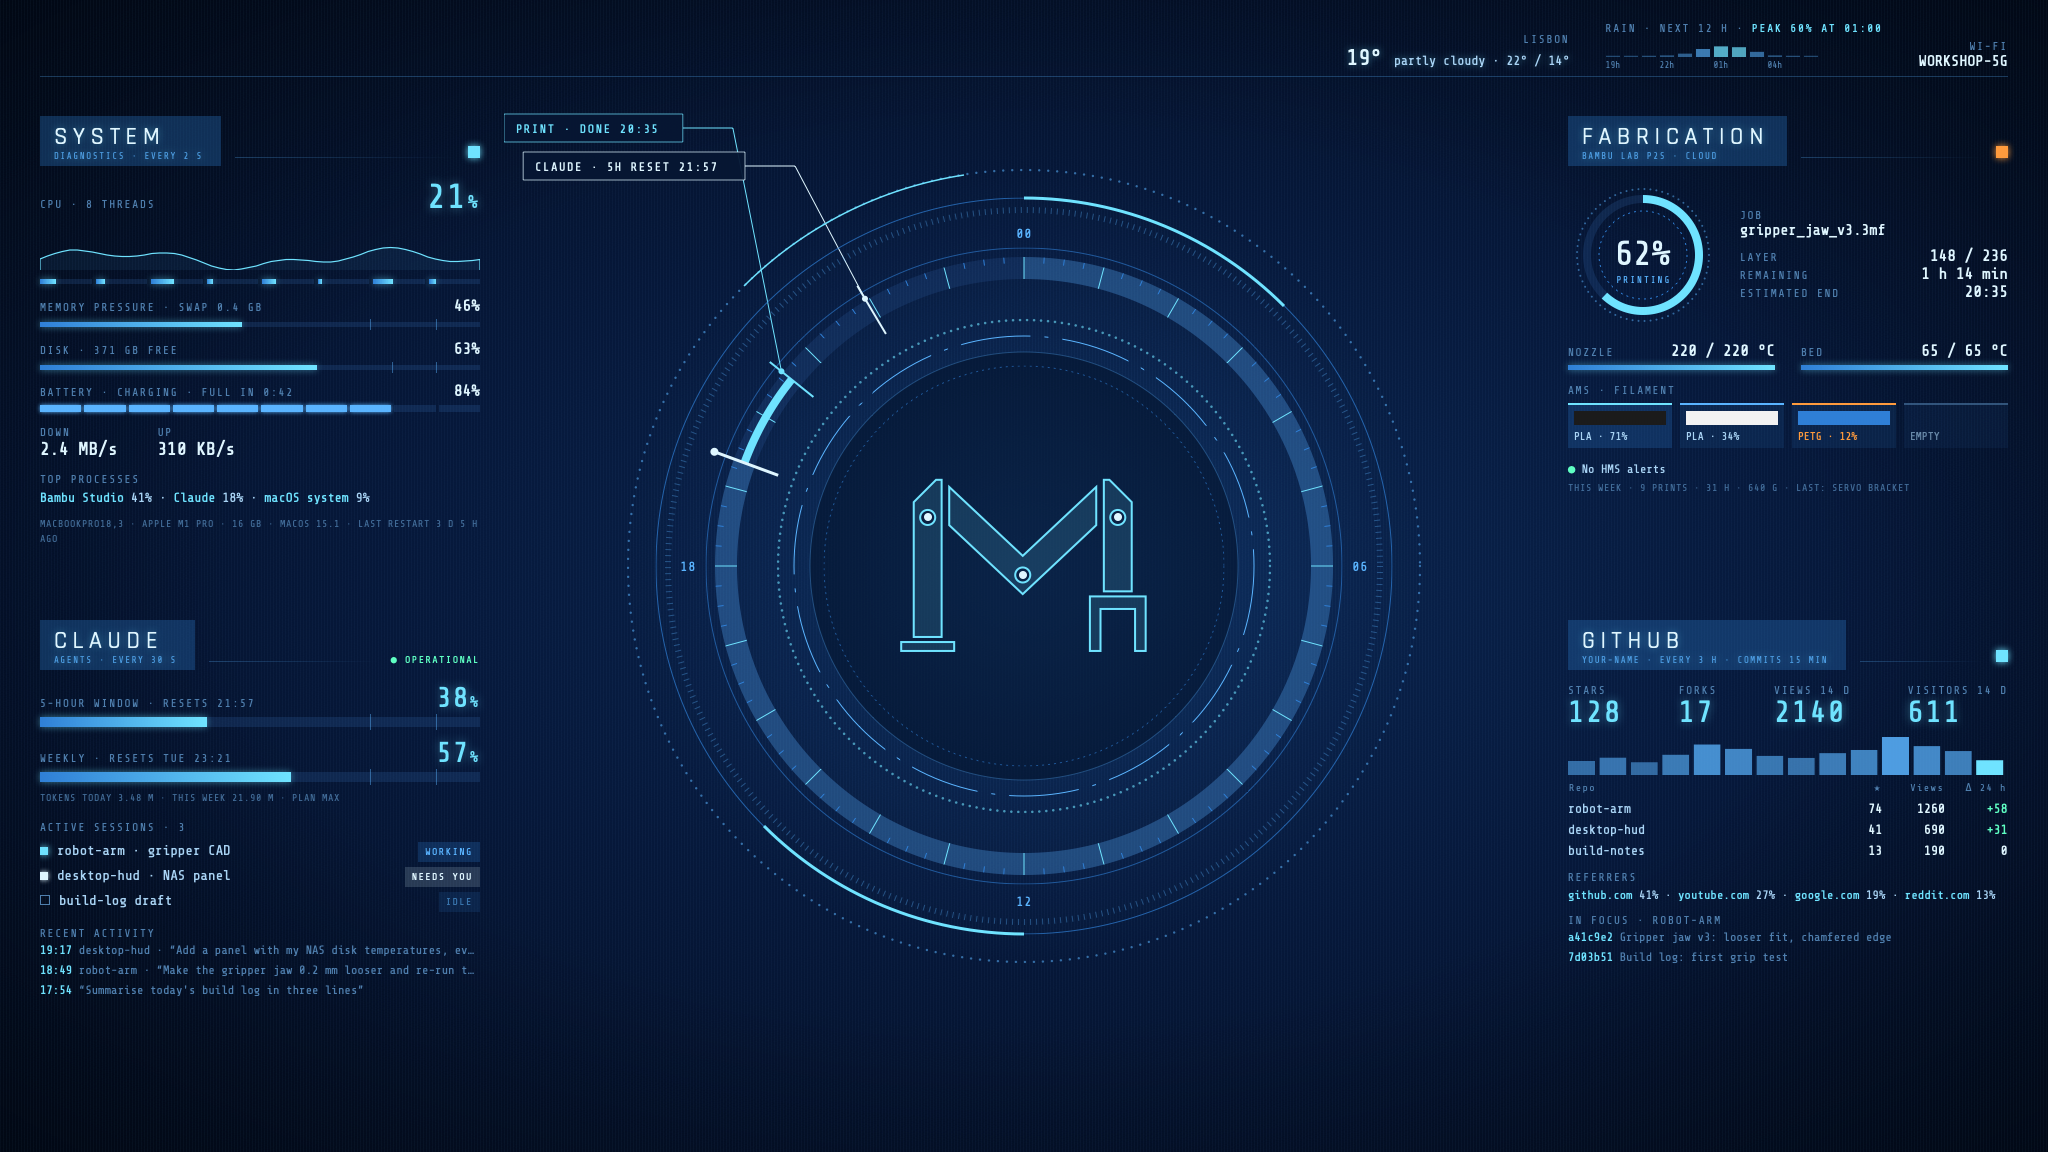 LISBON
19° partly cloudy · 22° / 14°
RAIN · NEXT 12 H · PEAK 60% AT 01:00
19h 22h 01h 04h
WI-FI
WORKSHOP-5G
SYSTEM
DIAGNOSTICS · EVERY 2 S
CPU · 8 THREADS
21%
MEMORY PRESSURE · SWAP 0.4 GB
46%
DISK · 371 GB FREE
63%
BATTERY · CHARGING · FULL IN 0:42
84%
DOWN UP
2.4 MB/s 310 KB/s
TOP PROCESSES
Bambu Studio 41% · Claude 18% · macOS system 9%
MACBOOKPRO18,3 · APPLE M1 PRO · 16 GB · MACOS 15.1 · LAST RESTART 3 D 5 H
AGO
CLAUDE
AGENTS · EVERY 30 S
OPERATIONAL
5-HOUR WINDOW · RESETS 21:57
38%
WEEKLY · RESETS TUE 23:21
57%
TOKENS TODAY 3.48 M · THIS WEEK 21.90 M · PLAN MAX
ACTIVE SESSIONS · 3
robot-arm · gripper CAD WORKING
desktop-hud · NAS panel NEEDS YOU
build-log draft IDLE
RECENT ACTIVITY
19:17 desktop-hud · “Add a panel with my NAS disk temperatures, ev…
18:49 robot-arm · “Make the gripper jaw 0.2 mm looser and re-run t…
17:54 “Summarise today's build log in three lines”
PRINT · DONE 20:35
CLAUDE · 5H RESET 21:57
00
18
06
12
FABRICATION
BAMBU LAB P2S · CLOUD
62%
PRINTING
JOB
gripper_jaw_v3.3mf
LAYER 148 / 236
REMAINING 1 h 14 min
ESTIMATED END 20:35
NOZZLE 220 / 220 °C
BED 65 / 65 °C
AMS · FILAMENT
PLA · 71% PLA · 34% PETG · 12% EMPTY
No HMS alerts
THIS WEEK · 9 PRINTS · 31 H · 640 G · LAST: SERVO BRACKET
GITHUB
YOUR-NAME · EVERY 3 H · COMMITS 15 MIN
STARS FORKS VIEWS 14 D VISITORS 14 D
128 17 2140 611
Repo ★ Views Δ 24 h
robot-arm 74 1260 +58
desktop-hud 41 690 +31
build-notes 13 190 0
REFERRERS
github.com 41% · youtube.com 27% · google.com 19% · reddit.com 13%
IN FOCUS · ROBOT-ARM
a41c9e2 Gripper jaw v3: looser fit, chamfered edge
7d03b51 Build log: first grip test